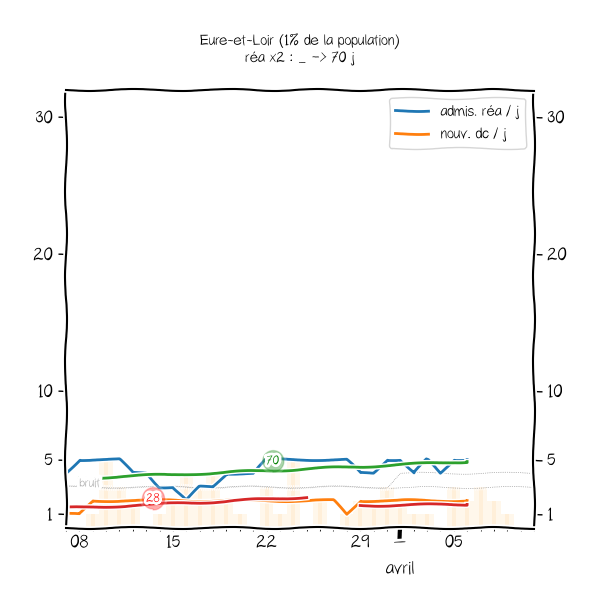 Eure-et-Loir (1% de la population)
réa x2 : _ -> 70 j
admis. réa / j
nouv. dc / j
30 30
20 20
10 10
5 5
1 1
70
... bruit
28
08 15 22 29 1 05
avril